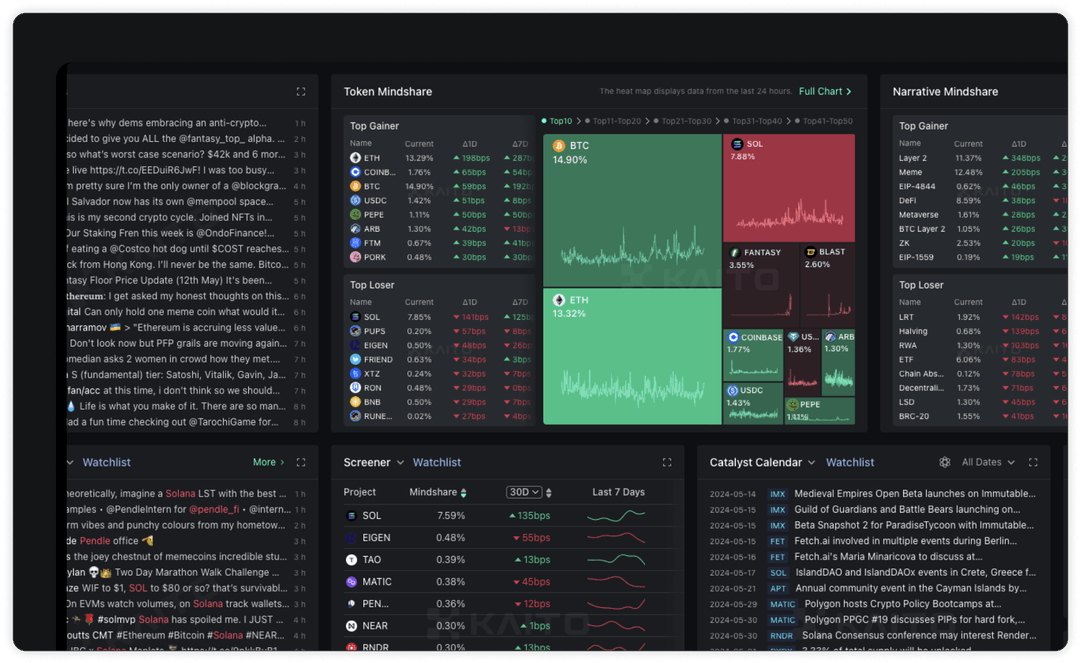 here's why dems embracing an anti-crypto... 1 h
cided to give you ALL the @fantasy_top_ alpha. ... 2 h
so what's worst case scenario? $42k and 6 mor... 3 h
e live https://t.co/EEDuiR6JwF! I was too busy... 3 h
m pretty sure I'm the only owner of a @blockgra... 4 h
Salvador now has its own @mempool space... 5 h
is is my second crypto cycle. Joined NFTs in... 5 h
Our Staking Fren this week is @OndoFinance!... 5 h
f eating a @Costco hot dog until $COST reaches... 5 h
ck from Hong Kong. I'll never be the same. Bitco... 5 h
tasy Floor Price Update (12th May) It's been... 5 h
thereum: I get asked my honest thoughts on this... 6 h
ital Can only hold one meme coin what would it... 6 h
narramov 🇺🇦 > "Ethereum is accruing less value... 6 h
Don't look now but PFP grails are moving again... 7 h
omedian asks 2 women in crowd how they met.... 7 h
a S (fundamental) tier: Satoshi, Vitalik, Gavin, Ja... 7 h
fan/acc at this time, i don't think so we should... 7 h
💧 Life is what you make of it. There are so man... 8 h
ad a fun time checking out @TarochiGame for... 8 h
Token Mindshare
The heat map displays data from the last 24 hours. Full Chart >
Top Gainer
Name Current Δ1D Δ7D
ETH 13.29% 198bps 287b
COINB... 1.76% 65bps 54bp
BTC 14.90% 59bps 192b
USDC 1.42% 51bps 8bps
PEPE 1.11% 50bps 50bp
ARB 1.30% 42bps 13bp
FTM 0.67% 39bps 41bp
PORK 0.48% 30bps 30bp
Top Loser
Name Current Δ1D Δ7D
SOL 7.85% 141bps 125b
PUPS 0.20% 57bps 8bps
EIGEN 0.50% 48bps 26bp
FRIEND 0.63% 34bps 3bps
XTZ 0.24% 32bps 7bps
RON 0.48% 29bps 0bps
BNB 0.50% 29bps 7bps
RUNE... 0.02% 27bps 4bps
Top10 > Top11-Top20 > Top21-Top30 > Top31-Top40 > Top41-Top50
BTC
14.90%
SOL
7.88%
ETH
13.32%
FANTASY
3.55%
BLAST
2.60%
COINBASE
1.77%
US...
1.36%
ARB
1.30%
USDC
1.43%
PEPE
1.11%
KAITO
Narrative Mindshare
Top Gainer
Name Current Δ1D
Layer 2 11.37% 348bps
Meme 12.48% 205bps
EIP-4844 0.62% 46bps
DeFi 8.59% 38bps
Metaverse 1.61% 28bps
BTC Layer 2 1.05% 26bps
ZK 2.53% 20bps
EIP-1559 0.19% 19bps
Top Loser
Name Current Δ1D
LRT 1.92% 142bps
Halving 0.68% 139bps
RWA 1.30% 103bps
ETF 6.06% 83bps
Chain Abs... 0.12% 78bps
Decentrali... 1.73% 71bps
LSD 1.30% 45bps
BRC-20 1.55% 41bps
Watchlist More >
heoretically, imagine a Solana LST with the best ... 1 h
amples • @PendleIntern for @pendle_fi • @intern... 1 h
rm vibes and punchy colours from my hometow... 2 h
de Pendle office
s the joey chestnut of memecoins incredible stu... 3 h
ylan 💀👑 Two Day Marathon Walk Challenge ... 3 h
ze WIF to $1, SOL to $80 or so? that's survivabl... 3 h
On EVMs watch volumes, on Solana track wallets... 3 h
#solmvp Solana has spoiled me. I JUST ... 4 h
outts CMT #Ethereum #Bitcoin #Solana #NEAR... 4 h
Screener Watchlist
Project Mindshare 30D Last 7 Days
SOL 7.59% 135bps
EIGEN 0.48% 55bps
TAO 0.39% 13bps
MATIC 0.38% 45bps
PEN... 0.36% 12bps
NEAR 0.30% 1bps
RNDR 0.30% 13bps
KAITO
Catalyst Calendar Watchlist All Dates
2024-05-14 IMX Medieval Empires Open Beta launches on Immutable...
2024-05-15 IMX Guild of Guardians and Battle Bears launching on...
2024-05-15 IMX Beta Snapshot 2 for ParadiseTycoon with Immutable...
2024-05-15 FET Fetch.ai involved in multiple events during Berlin...
2024-05-16 FET Fetch.ai's Maria Minaricova to discuss at...
2024-05-17 SOL IslandDAO and IslandDAOx events in Crete, Greece f...
2024-05-21 APT Annual community event in the Cayman Islands by...
2024-05-29 MATIC Polygon hosts Crypto Policy Bootcamps at...
2024-05-30 MATIC Polygon PPGC #19 discusses PIPs for hard fork,...
2024-05-30 RNDR Solana Consensus conference may interest Render...